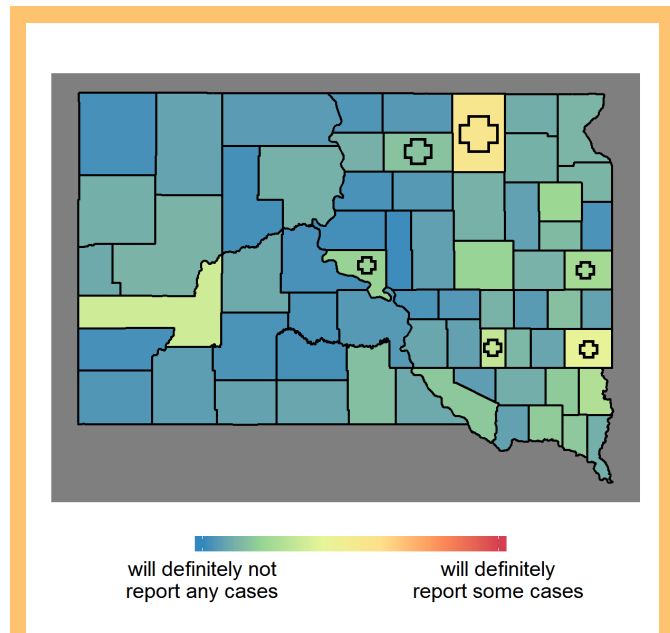 will definitely not
report any cases
will definitely
report some cases